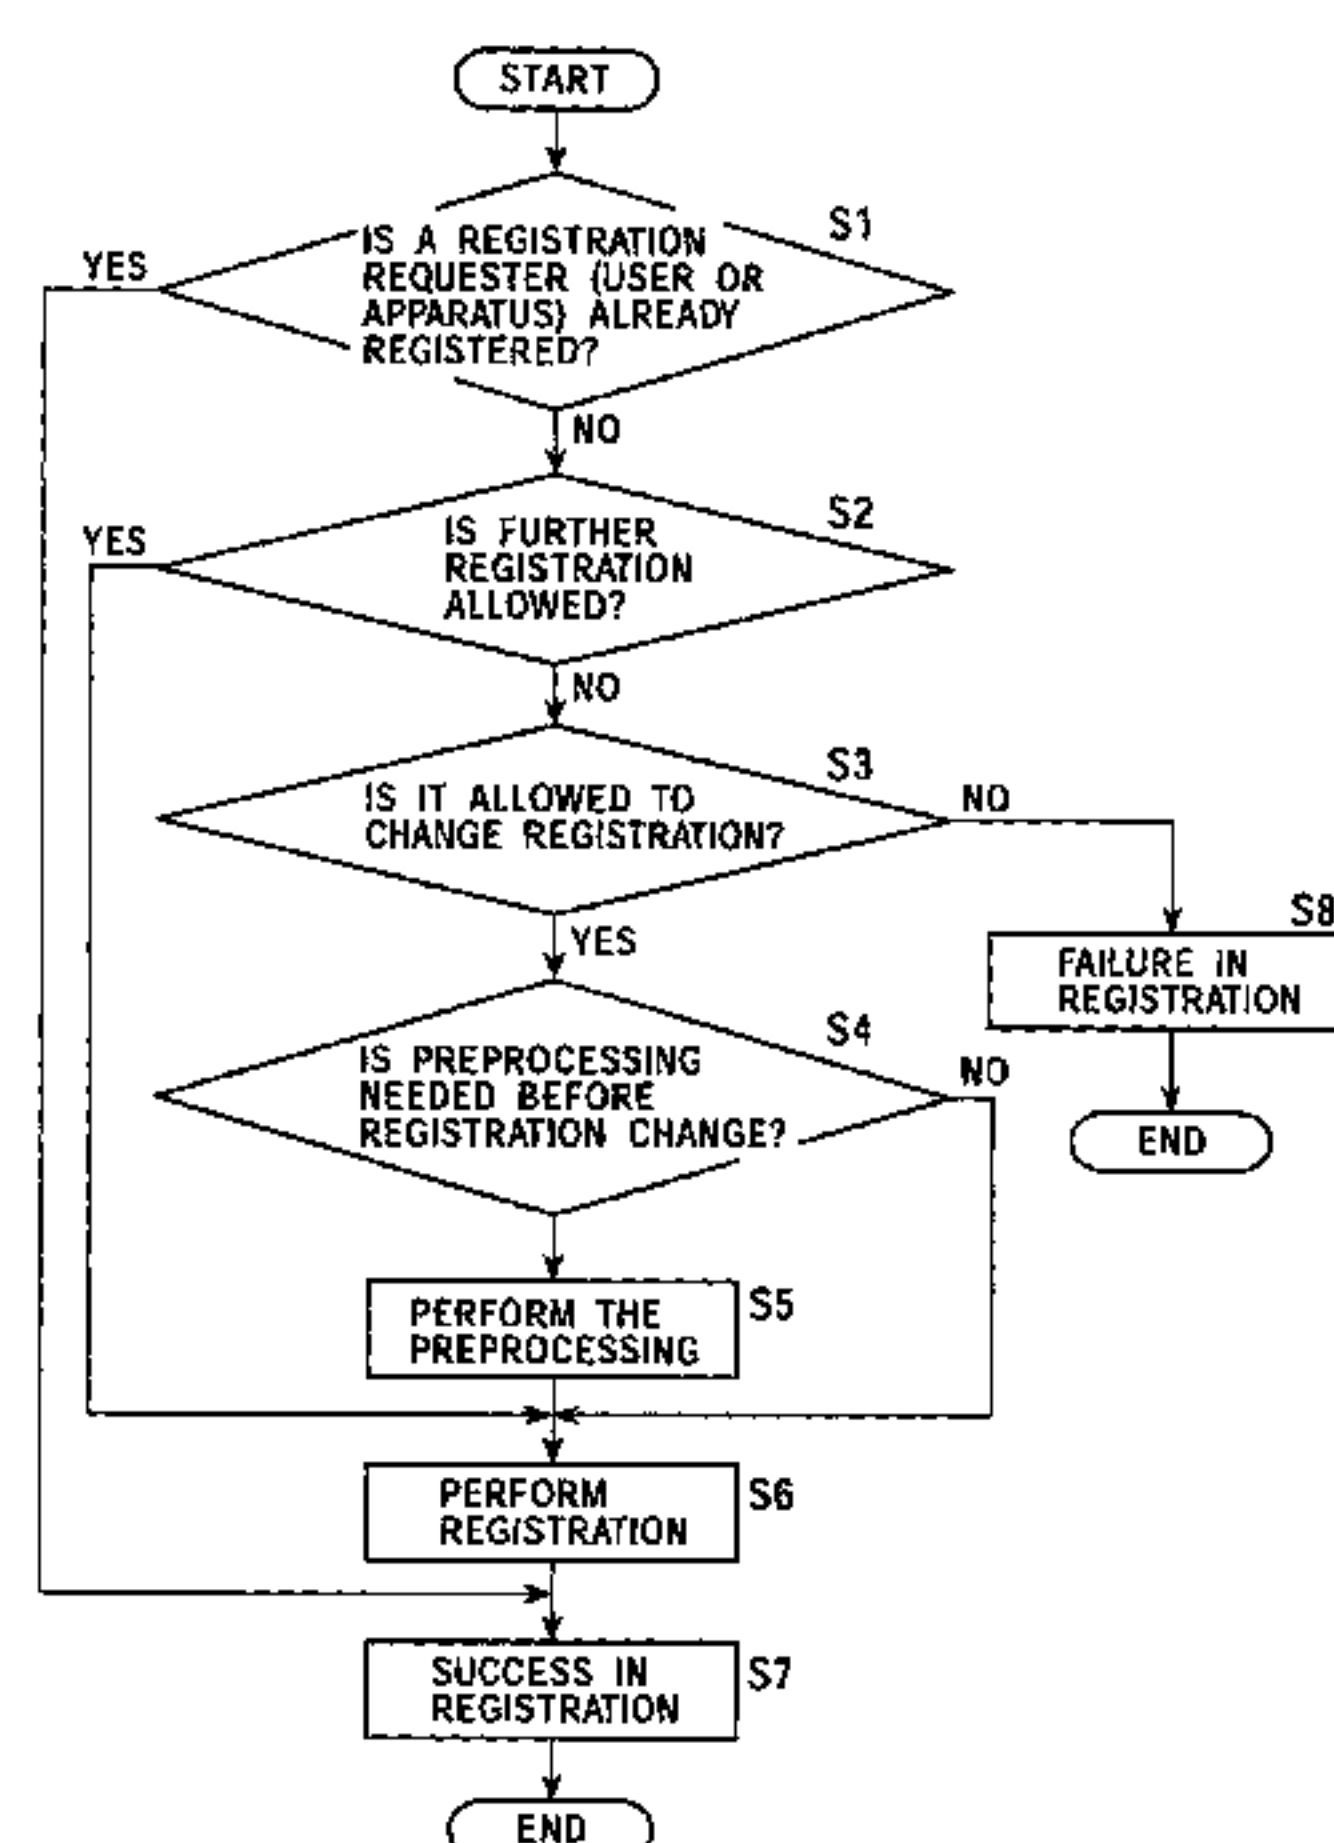 START
S1
IS A REGISTRATION
REQUESTER (USER OR
APPARATUS) ALREADY
REGISTERED?
YES
NO
S2
IS FURTHER
REGISTRATION
ALLOWED?
YES
NO
S3
IS IT ALLOWED TO
CHANGE REGISTRATION?
NO
YES
S8
FAILURE IN
REGISTRATION
END
S4
IS PREPROCESSING
NEEDED BEFORE
REGISTRATION CHANGE?
NO
S5
PERFORM THE
PREPROCESSING
S6
PERFORM
REGISTRATION
S7
SUCCESS IN
REGISTRATION
END